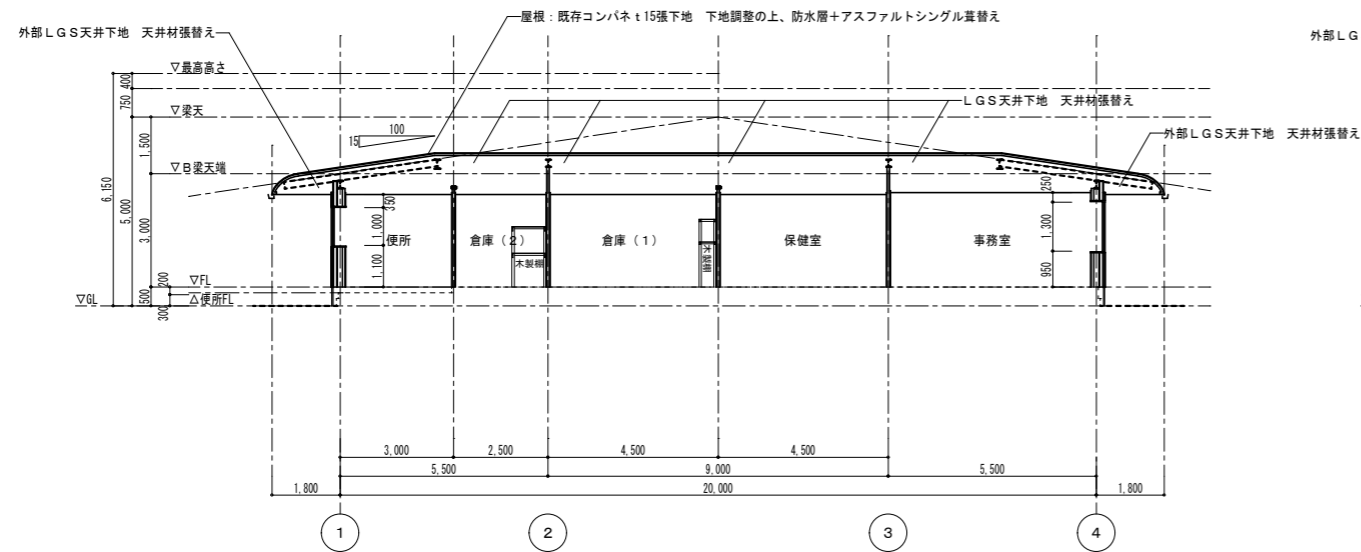 屋根：既存コンパネｔ15張下地　下地調整の上、防水層＋アスファルトシングル葺替え
外部ＬＧＳ天井下地　天井材張替え
外部ＬＧ
▽最高高さ
400
750
▽梁天
ＬＧＳ天井下地　天井材張替え
100
15
外部ＬＧＳ天井下地　天井材張替え
1,500
▽Ｂ梁天端
6,150
5,000
3,000
350
1,000
1,100
250
1,300
950
便所
倉庫（２）
倉庫（１）
保健室
事務室
木製棚
木製棚
200
▽FL
500
▽GL
△便所FL
300
3,000
2,500
4,500
4,500
5,500
9,000
5,500
1,800
20,000
1,800
1
2
3
4